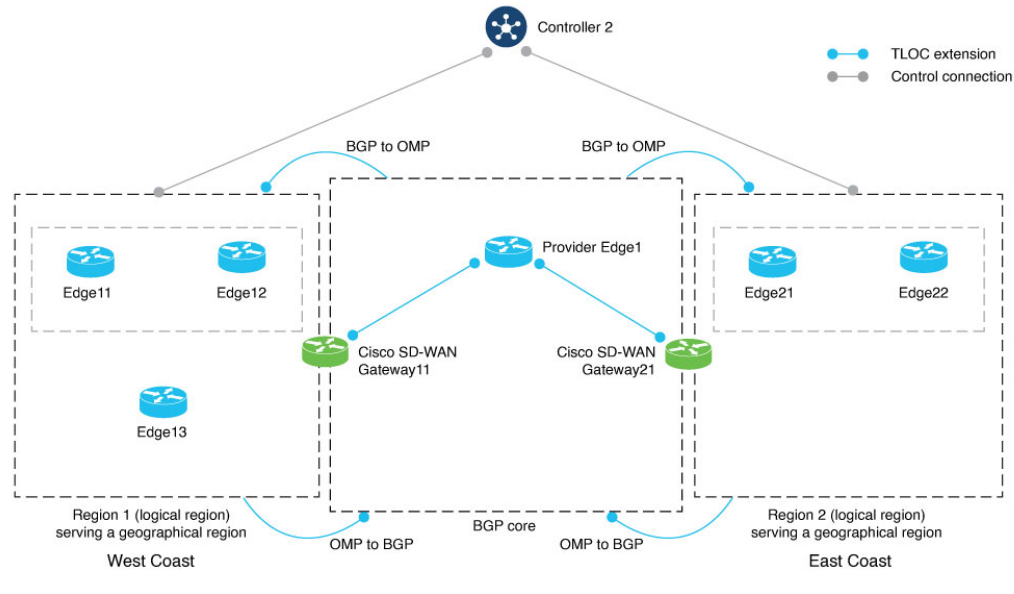 Controller 2
TLOC extension
Control connection
BGP to OMP
BGP to OMP
Edge11
Edge12
Provider Edge1
Edge21
Edge22
Cisco SD-WAN
Gateway11
Cisco SD-WAN
Gateway21
Edge13
Region 1 (logical region)
serving a geographical region
West Coast
OMP to BGP
BGP core
OMP to BGP
Region 2 (logical region)
serving a geographical region
East Coast